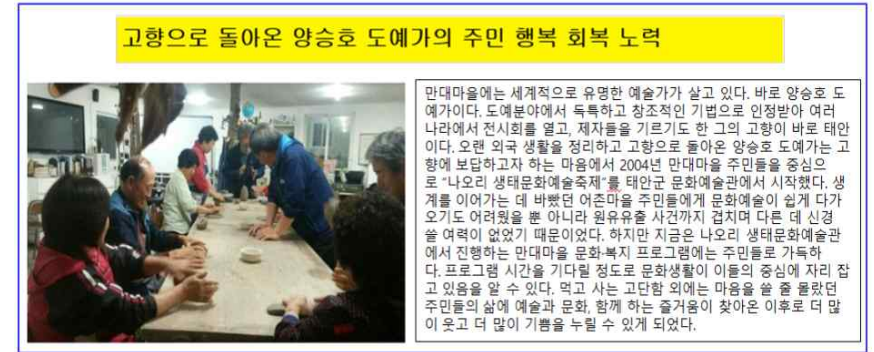 고향으로 돌아온 양승호 도예가의 주민 행복 회복 노력
만대마을에는 세계적으로 유명한 예술가가 살고 있다. 바로 양승호 도
예가이다. 도예분야에서 독특하고 창조적인 기법으로 인정받아 여러
나라에서 전시회를 열고, 제자들을 기르기도 한 그의 고향이 바로 태안
이다. 오랜 외국 생활을 정리하고 고향으로 돌아온 양승호 도예가는 고
향에 보답하고자 하는 마음에서 2004년 만대마을 주민들을 중심으
로 “나오리 생태문화예술축제”를 태안군 문화예술관에서 시작했다. 생
계를 이어가는 데 바빴던 어촌마을 주민들에게 문화예술이 쉽게 다가
오기도 어려웠을 뿐 아니라 원유유출 사건까지 겹치며 다른 데 신경
쓸 여력이 없었기 때문이었다. 하지만 지금은 나오리 생태문화예술관
에서 진행하는 만대마을 문화·복지 프로그램에는 주민들로 가득하
다. 프로그램 시간을 기다릴 정도로 문화생활이 이들의 중심에 자리 잡
고 있음을 알 수 있다. 먹고 사는 고단함 외에는 마음을 쓸 줄 몰랐던
주민들의 삶에 예술과 문화, 함께 하는 즐거움이 찾아온 이후로 더 많
이 웃고 더 많이 기쁨을 누릴 수 있게 되었다.